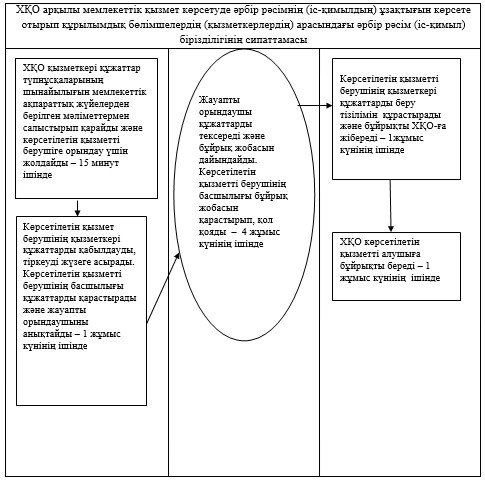 ХҚО арқылы мемлекеттік қызмет көрсетуде әрбір рәсімнің (іс-қимылдың) ұзақтығын көрсете
отырып құрылымдық бөлімшелердің (қызметкерлердің) арасындағы әрбір рәсім (іс-қимыл)
бірізділігінің сипаттамасы
ХҚО қызметкері құжаттар
түпнұсқаларының
шынайылығын мемлекеттік
ақпараттық жүйелерден
берілген мәліметтермен
салыстырып қарайды және
көрсетілетін қызметті
берушіге орындау үшін
жолдайды – 15 минут
ішінде
Көрсетілетін қызмет
берушінің қызметкері
құжаттарды қабылдауды,
тіркеуді жүзеге асырады.
Көрсетілетін қызметті
берушінің басшылығы
құжаттарды қарастырады
және жауапты
орындаушыны
анықтайды – 1 жұмыс
күнінің ішінде
Жауапты
орындаушы
құжаттарды
тексереді және
бұйрық жобасын
дайындайды.
Көрсетілетін
қызметті берушінің
басшылығы бұйрық
жобасын
қарастырып, қол
қояды – 4 жұмыс
күнінің ішінде
Көрсетілетін қызметті
берушінің қызметкері
құжаттарды беру
тізілімін құрастырады
және бұйрықты ХҚО-ға
жібереді – 1жұмыс
күнінің ішінде
ХҚО көрсетілетін
қызметті алушыға
бұйрықты береді – 1
жұмыс күнінің ішінде